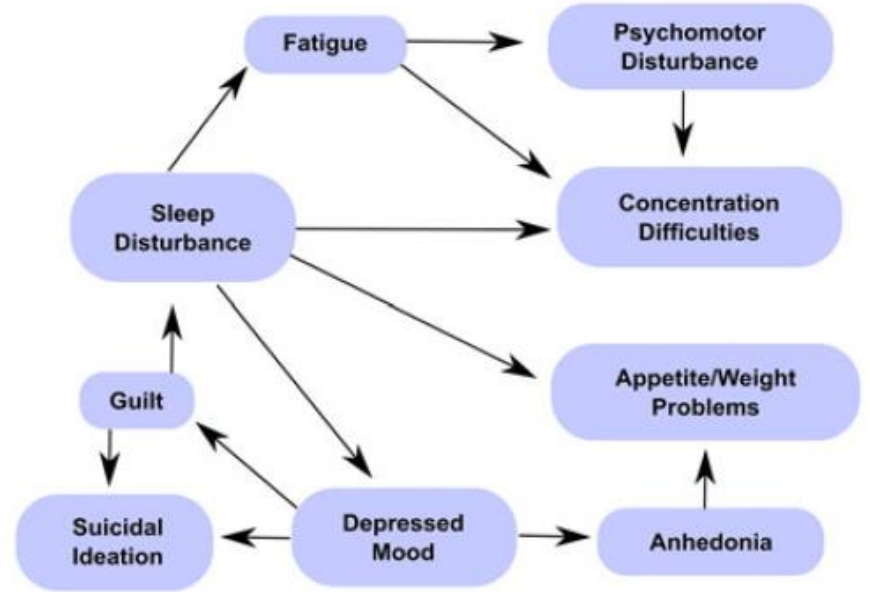 Fatigue
Psychomotor
Disturbance
Sleep
Disturbance
Concentration
Difficulties
Guilt
Appetite/Weight
Problems
Suicidal
Ideation
Depressed
Mood
Anhedonia